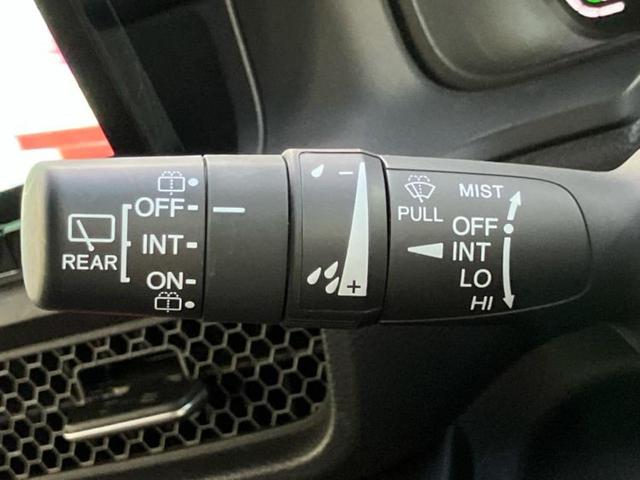 REAR
OFF
INT
ON
−
+
PULL
MIST
OFF
INT
LO
HI